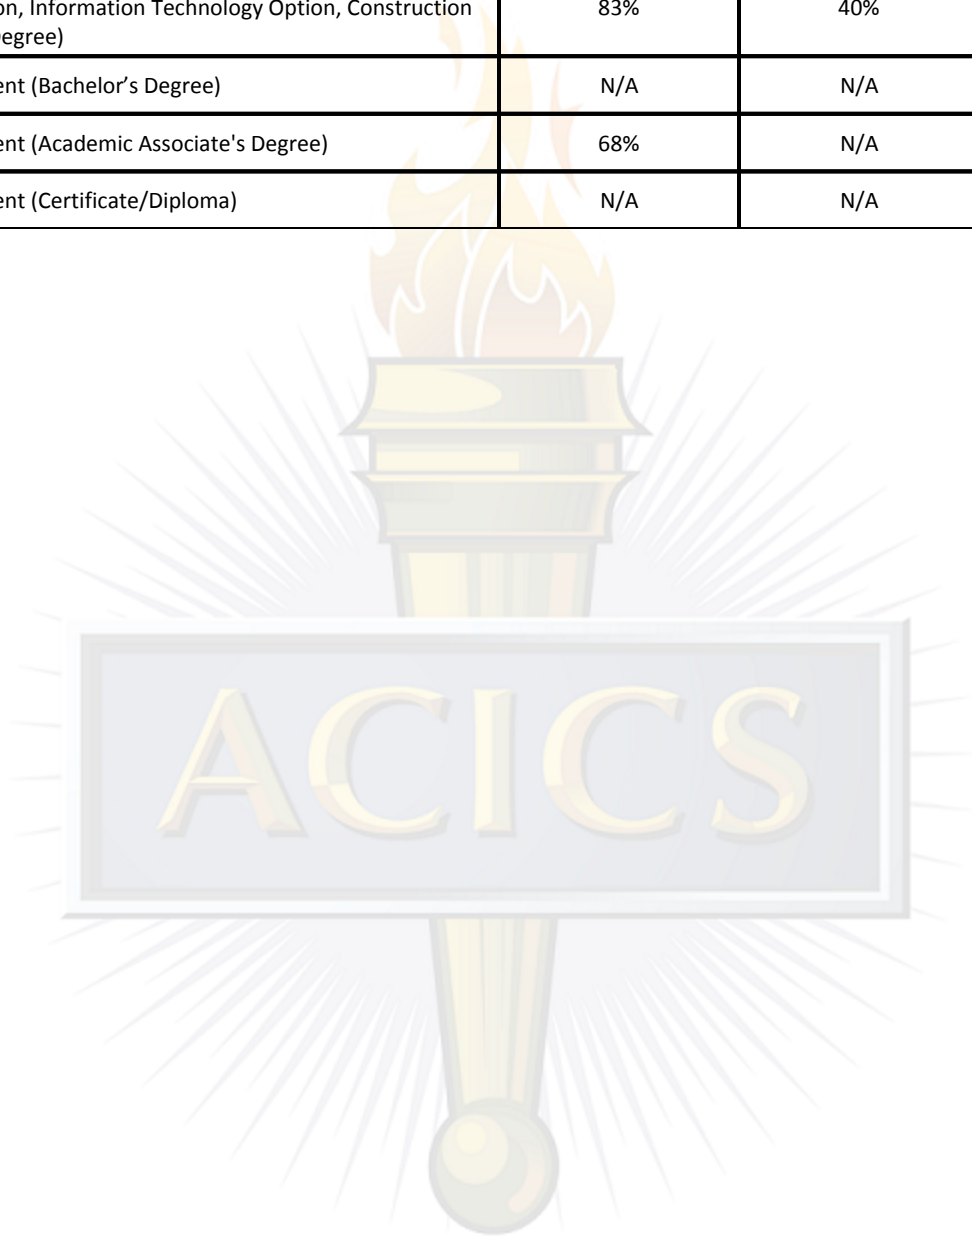 on, Information Technology Option, Construction 83% 40%
Degree)
ent (Bachelor’s Degree) N/A N/A
ent (Academic Associate's Degree) 68% N/A
ent (Certificate/Diploma) N/A N/A
ACICS